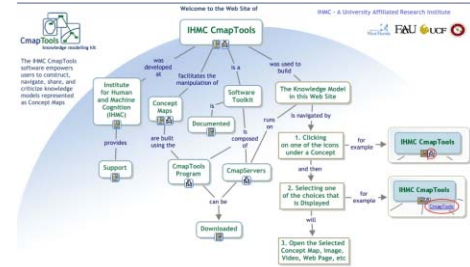 Welcome to the Web Site of
IHMC - A University Affiliated Research Institute
IHMC CmapTools
FAU
UCF
CmapTools
knowledge modeling kit
The IHMC CmapTools
software empowers
users to construct,
navigate, share, and
criticize knowledge
models represented
as Concept Maps
was
developed
at
facilitates the
manipulation of
is a
was used to
build
Institute
for Human
and Machine
Cognition
(IHMC)
Concept
Maps
Software
Toolkit
The Knowledge Model
in this Web Site
is
Documented
runs
on
is navigated by
provides
are built
using the
is
composed
of
1. Clicking
on one of the icons
under a Concept
for
example
IHMC CmapTools
Support
CmapTools
Program
CmapServers
and then
2. Selecting one
of the choices that
is Displayed
for
example
IHMC CmapTools
CmapTools
can be
will
Downloaded
3. Open the Selected
Concept Map, Image,
Video, Web Page, etc